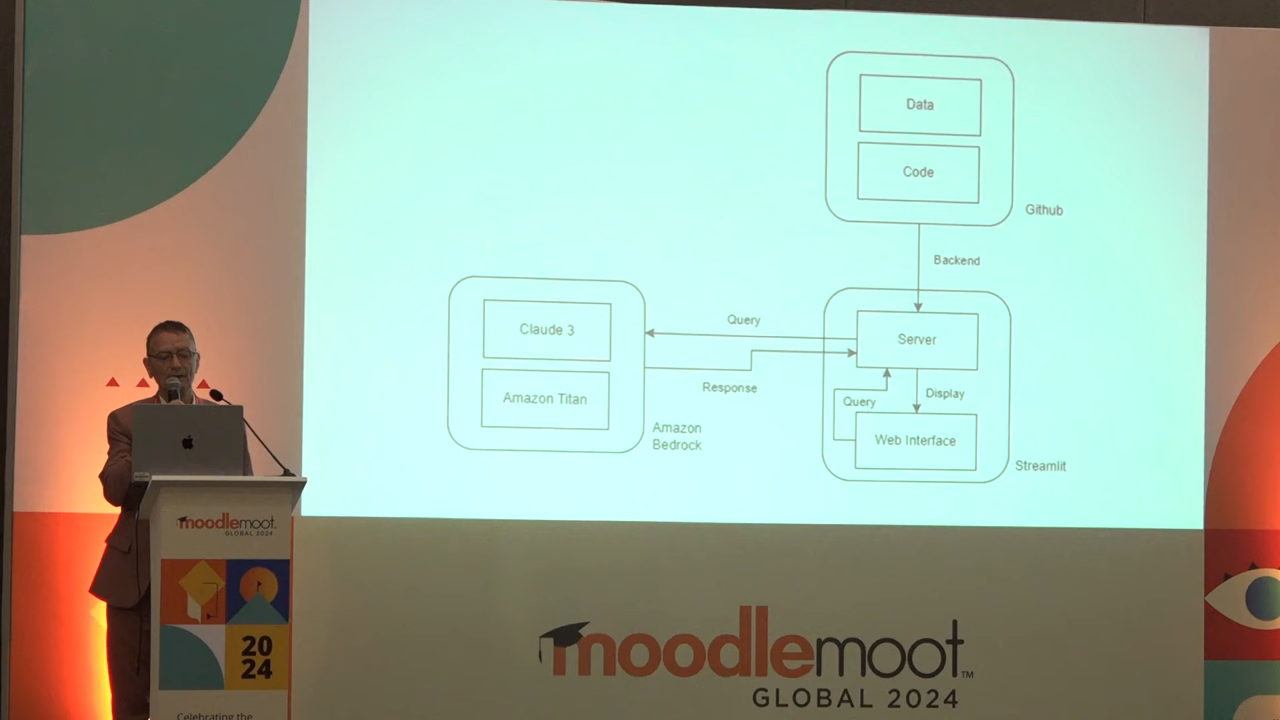 Data
Code
Github
Backend
Claude 3
Amazon Titan
Amazon
Bedrock
Query
Response
Server
Query
Display
Web Interface
Streamlit
moodlemoot
GLOBAL 2024
20
24
Celebrating the
moodlemoot™
GLOBAL 2024